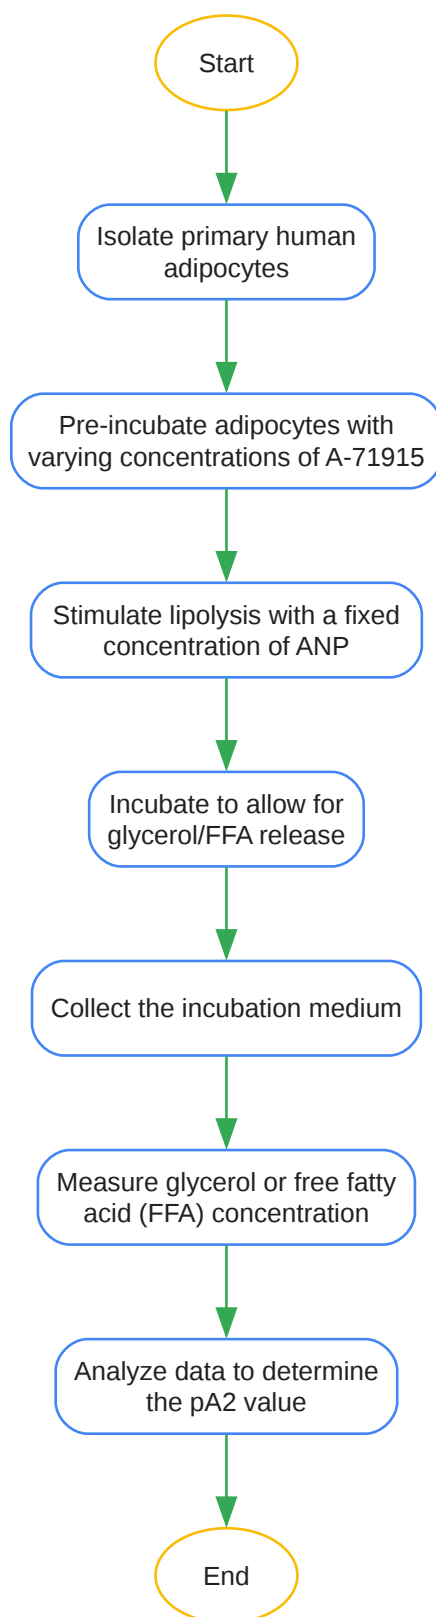 Start
Isolate primary human
adipocytes
Pre-incubate adipocytes with
varying concentrations of A-71915
Stimulate lipolysis with a fixed
concentration of ANP
Incubate to allow for
glycerol/FFA release
Collect the incubation medium
Measure glycerol or free fatty
acid (FFA) concentration
Analyze data to determine
the pA2 value
End